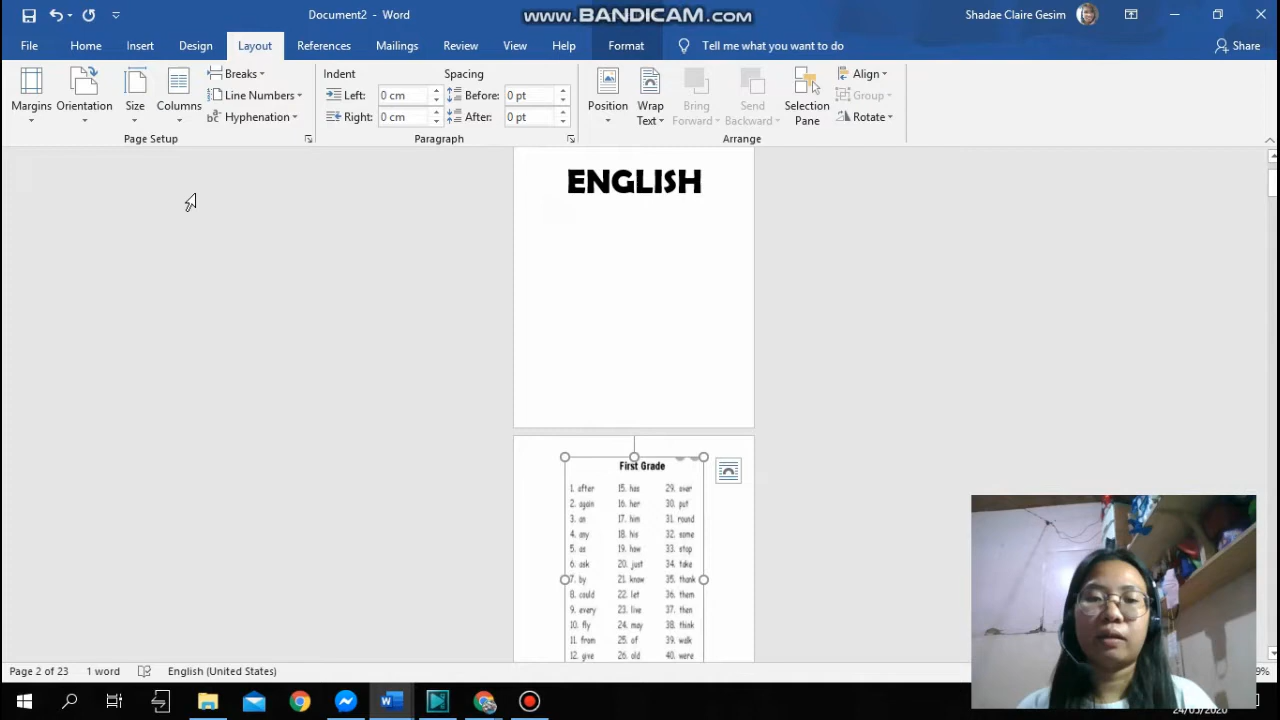 Document2 - Word
www.BANDICAM.com
Shadae Claire Gesim
File Home Insert Design Layout References Mailings Review View Help Format Tell me what you want to do Share
Margins
Orientation
Size
Columns
Breaks
Line Numbers
Hyphenation
Page Setup
Indent
Left: 0 cm
Right: 0 cm
Spacing
Before: 0 pt
After: 0 pt
Paragraph
Position
Wrap
Text
Bring
Forward
Send
Backward
Selection
Pane
Align
Group
Rotate
Arrange
ENGLISH
First Grade
1. after 15. has 29. over
2. again 16. her 30. put
3. an 17. him 31. round
4. any 18. his 32. some
5. as 19. how 33. stop
6. ask 20. just 34. take
7. by 21. know 35. thank
8. could 22. let 36. them
9. every 23. live 37. then
10. fly 24. may 38. think
11. from 25. of 39. walk
12. give 26. old 40. were
Page 2 of 23 1 word English (United States)
24/05/2020